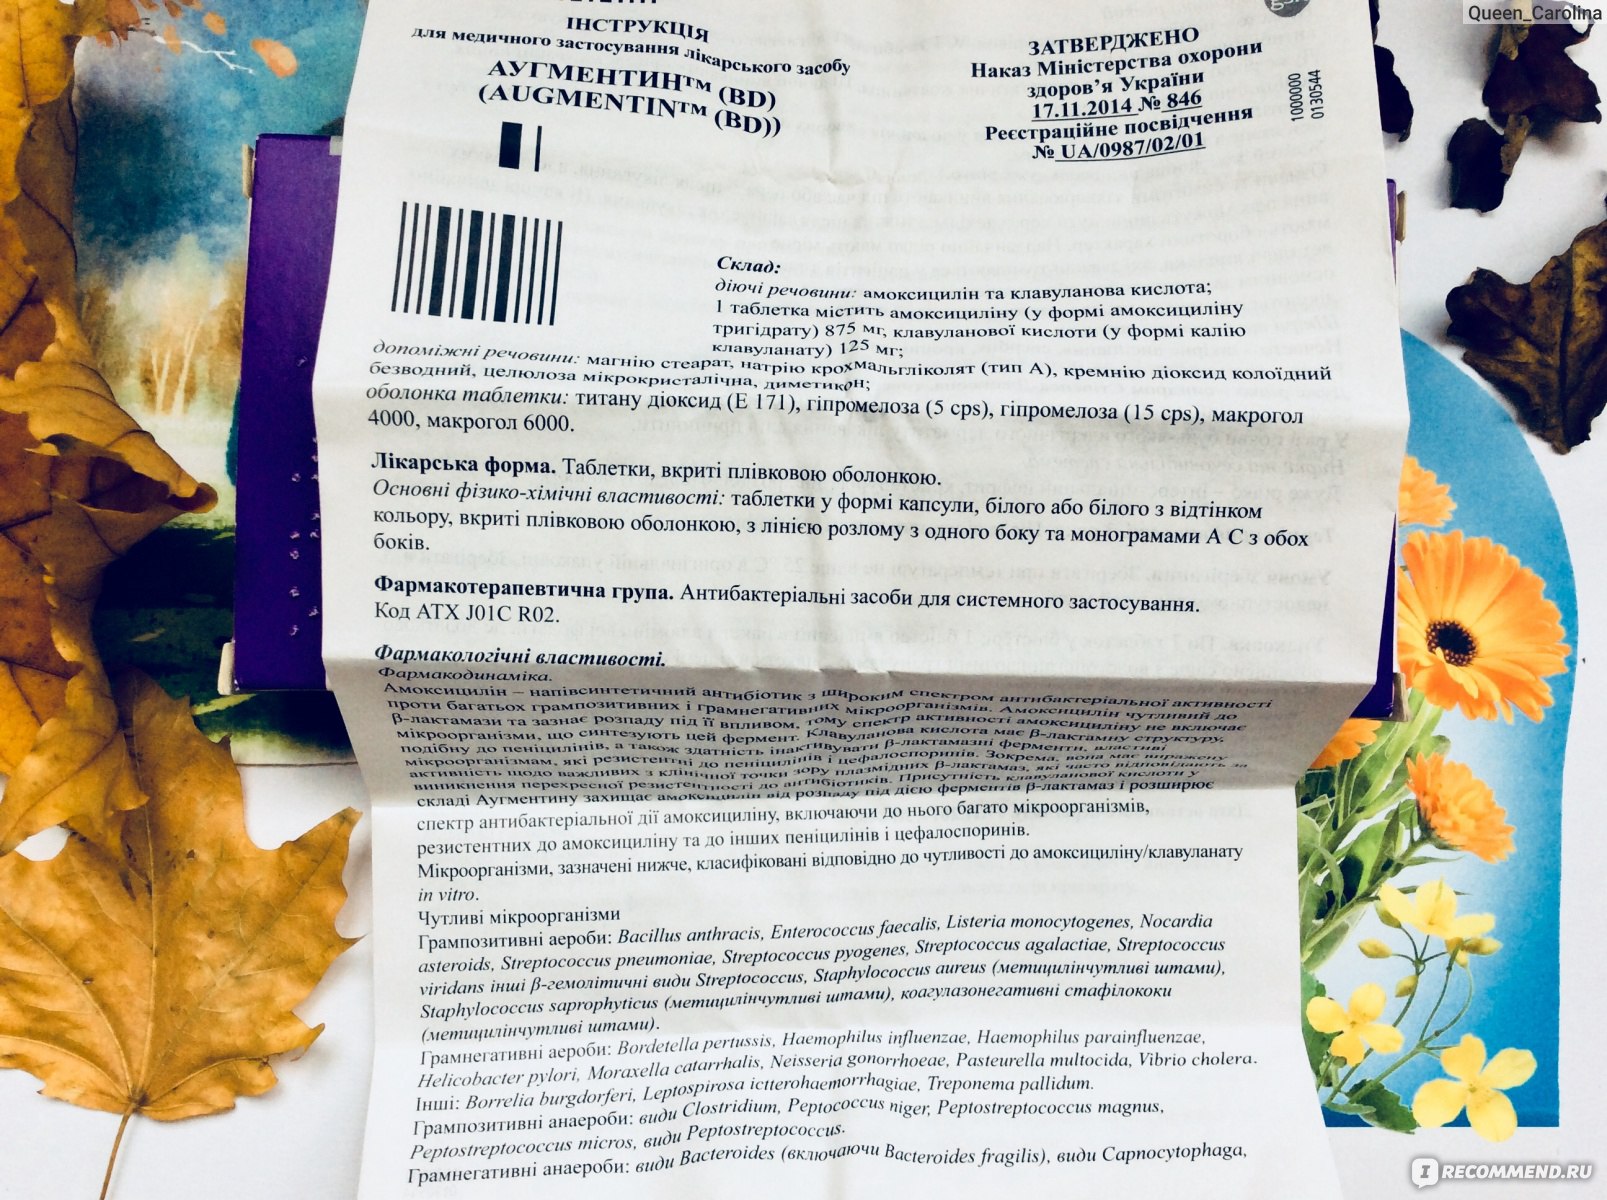 Queen_Carolina
ІНСТРУКЦІЯ
для медичного застосування лікарського засобу
АУГМЕНТИН™ (BD)
(AUGMENTIN™ (BD))
ЗАТВЕРДЖЕНО
Наказ Міністерства охорони
здоров’я України
17.11.2014 № 846
Реєстраційне посвідчення
№ UA/0987/02/01
1000000
0130544
Склад:
діючі речовини: амоксицилін та клавуланова кислота;
1 таблетка містить амоксициліну (у формі амоксициліну
тригідрату) 875 мг, клавуланової кислоти (у формі калію
клавуланату) 125 мг;
допоміжні речовини: магнію стеарат, натрію крохмальгліколят (тип А), кремнію діоксид колоїдний
безводний, целюлоза мікрокристалічна, диметикон;
оболонка таблетки: титану діоксид (Е 171), гіпромелоза (5 cps), гіпромелоза (15 cps), макрогол
4000, макрогол 6000.
Лікарська форма. Таблетки, вкриті плівковою оболонкою.
Основні фізико-хімічні властивості: таблетки у формі капсули, білого або білого з відтінком
кольору, вкриті плівковою оболонкою, з лінією розлому з одного боку та монограмами А С з обох
боків.
Фармакотерапевтична група. Антибактеріальні засоби для системного застосування.
Код АТХ J01C R02.
Фармакологічні властивості.
Фармакодинаміка.
Амоксицилін – напівсинтетичний антибіотик з широким спектром антибактеріальної активності
проти багатьох грампозитивних і грамнегативних мікроорганізмів. Амоксицилін чутливий до
β-лактамази та зазнає розпаду під її впливом, тому спектр активності амоксициліну не включає
мікроорганізми, що синтезують цей фермент. Клавуланова кислота має β-лактамну структуру,
подібну до пеніцилінів, а також здатність інактивувати β-лактамазні ферменти, властиві
мікроорганізмам, які резистентні до пеніцилінів і цефалоспоринів. Зокрема, вона має виражену
активність щодо важливих з клінічної точки зору плазмідних β-лактамаз, які часто відповідають за
виникнення перехресної резистентності до антибіотиків. Присутність клавуланової кислоти у
складі Аугментину захищає амоксицилін від розпаду під дією ферментів β-лактамаз і розширює
спектр антибактеріальної дії амоксициліну, включаючи до нього багато мікроорганізмів,
резистентних до амоксициліну та до інших пеніцилінів і цефалоспоринів.
Мікроорганізми, зазначені нижче, класифіковані відповідно до чутливості до амоксициліну/клавуланату
in vitro.
Чутливі мікроорганізми
Грампозитивні аероби: Bacillus anthracis, Enterococcus faecalis, Listeria monocytogenes, Nocardia
asteroids, Streptococcus pneumoniae, Streptococcus pyogenes, Streptococcus agalactiae, Streptococcus
viridans інші β-гемолітичні види Streptococcus, Staphylococcus aureus (метицилінчутливі штами),
Staphylococcus saprophyticus (метицилінчутливі штами), коагулазонегативні стафілококи
(метицилінчутливі штами).
Грамнегативні аероби: Bordetella pertussis, Haemophilus influenzae, Haemophilus parainfluenzae,
Helicobacter pylori, Moraxella catarrhalis, Neisseria gonorrhoeae, Pasteurella multocida, Vibrio cholera.
Інші: Borrelia burgdorferi, Leptospirosa ictterohaemorrhagiae, Treponema pallidum.
Грампозитивні анаероби: види Clostridium, Peptococcus niger, Peptostreptococcus magnus,
Peptostreptococcus micros, види Peptostreptococcus.
Грамнегативні анаероби: види Bacteroides (включаючи Bacteroides fragilis), види Capnocytophaga,
I RECOMMEND.RU